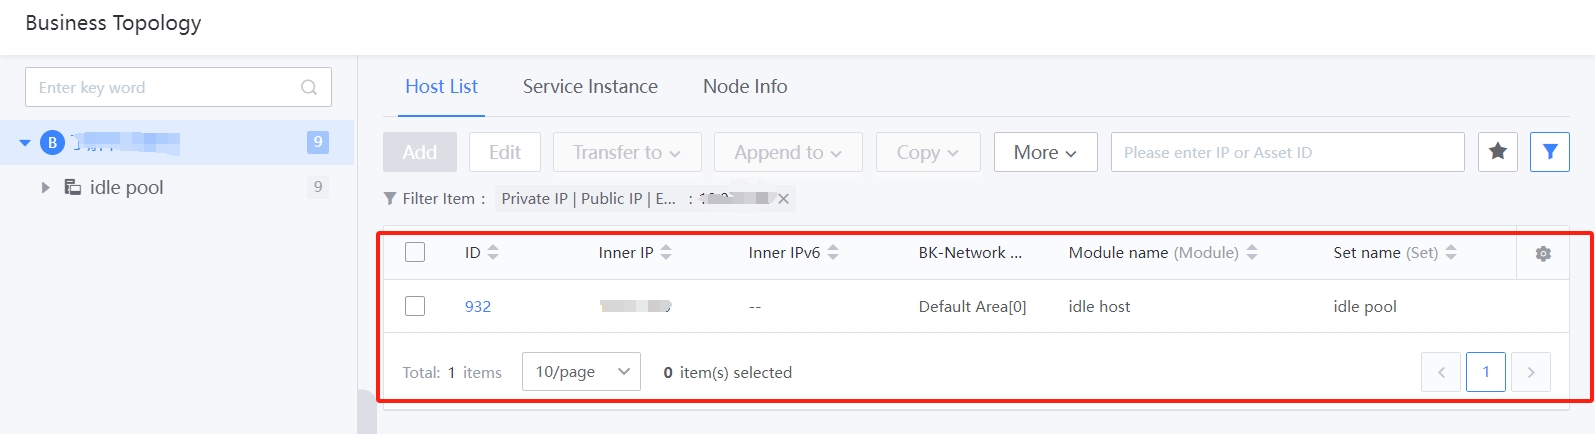 Business Topology
Enter key word
B 9
idle pool 9
Host List Service Instance Node Info
Add Edit Transfer to Append to Copy More Please enter IP or Asset ID
Filter Item : Private IP | Public IP | E... :
ID Inner IP Inner IPv6 BK-Network ... Module name (Module) Set name (Set)
932 -- Default Area[0] idle host idle pool
Total: 1 items 10/page 0 item(s) selected 1